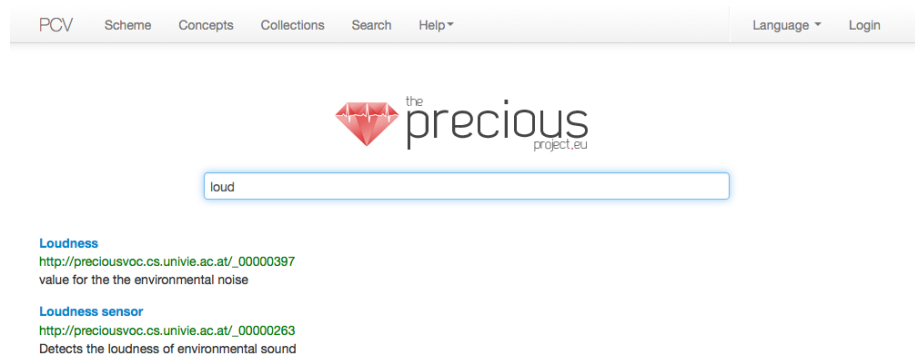 PCV Scheme Concepts Collections Search Help Language Login
the
precious
project.eu
loud
Loudness
http://preciousvoc.cs.univie.ac.at/_00000397
value for the the environmental noise
Loudness sensor
http://preciousvoc.cs.univie.ac.at/_00000263
Detects the loudness of environmental sound